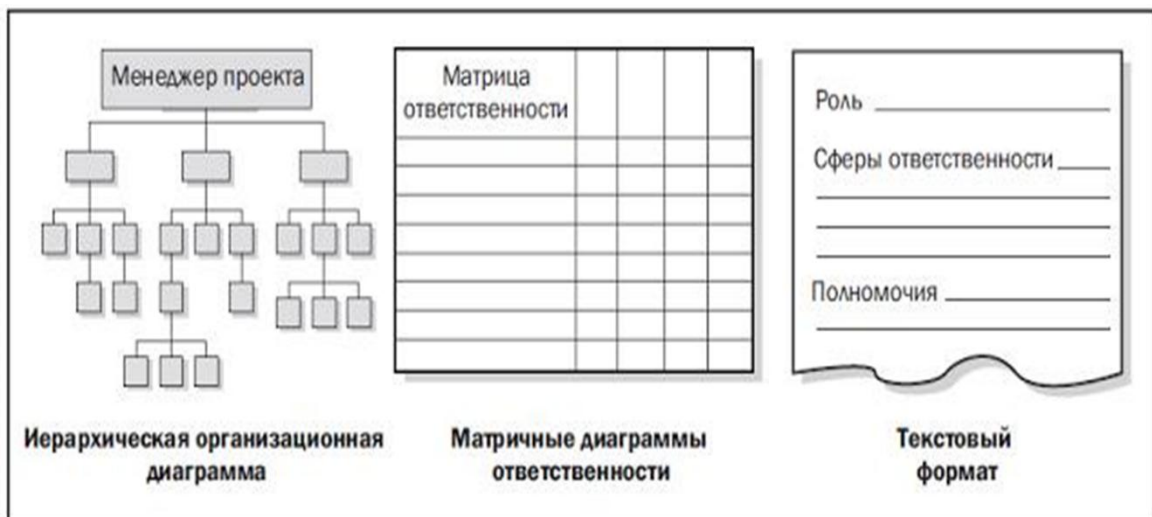 Менеджер проекта
Матрица
ответственности
Роль
Сферы ответственности
Полномочия
Иерархическая организационная
диаграмма
Матричные диаграммы
ответственности
Текстовый
формат